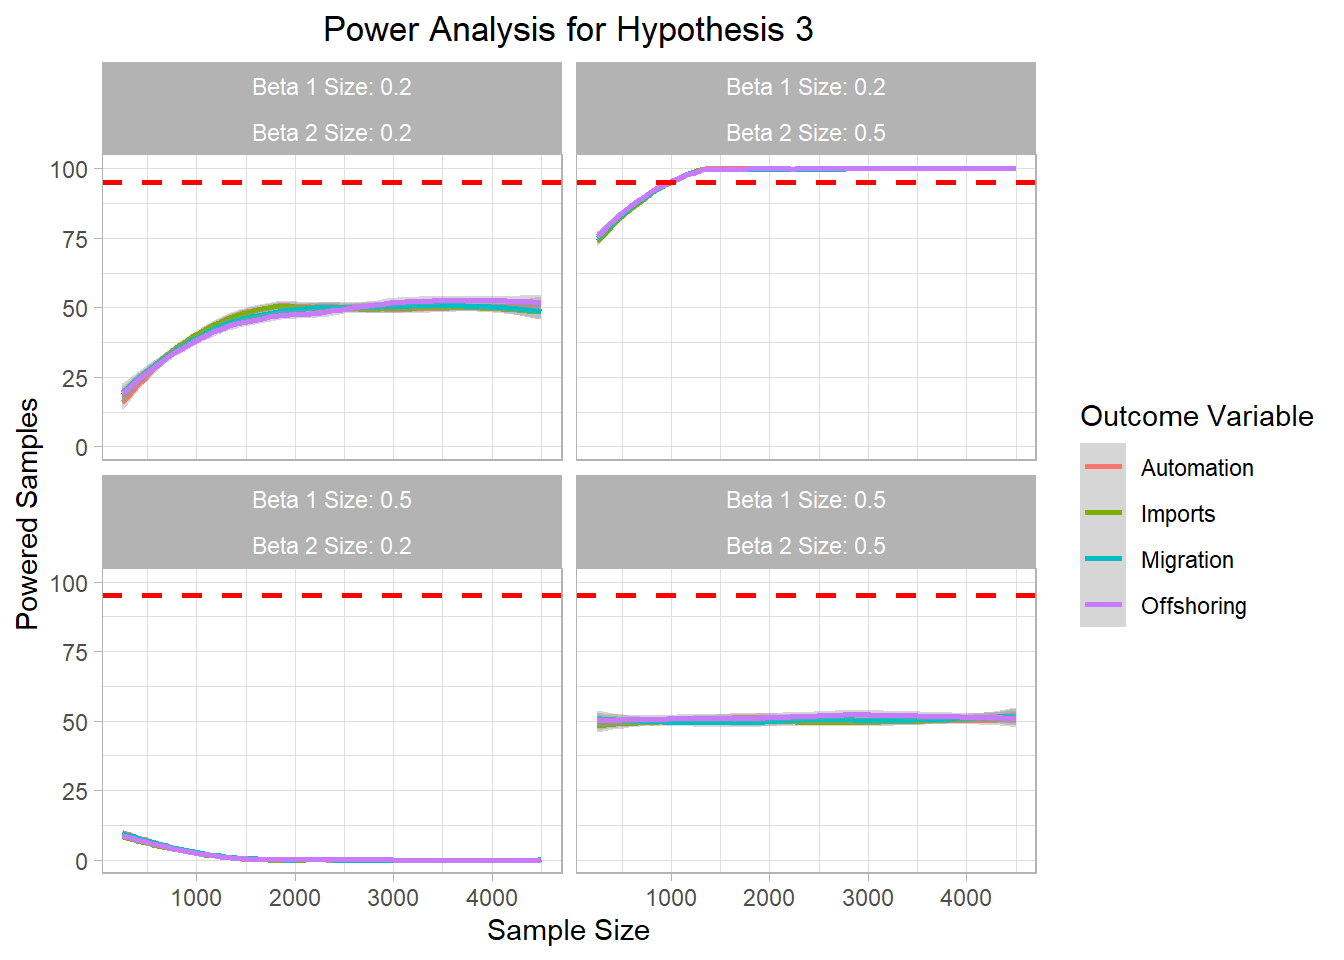 Power Analysis for Hypothesis 3
Beta 1 Size: 0.2
Beta 2 Size: 0.2
Beta 1 Size: 0.2
Beta 2 Size: 0.5
100
75
50
25
0
Beta 1 Size: 0.5
Beta 2 Size: 0.2
Beta 1 Size: 0.5
Beta 2 Size: 0.5
100
75
50
25
0
Powered Samples
1000 2000 3000 4000
1000 2000 3000 4000
Sample Size
Outcome Variable
Automation
Imports
Migration
Offshoring